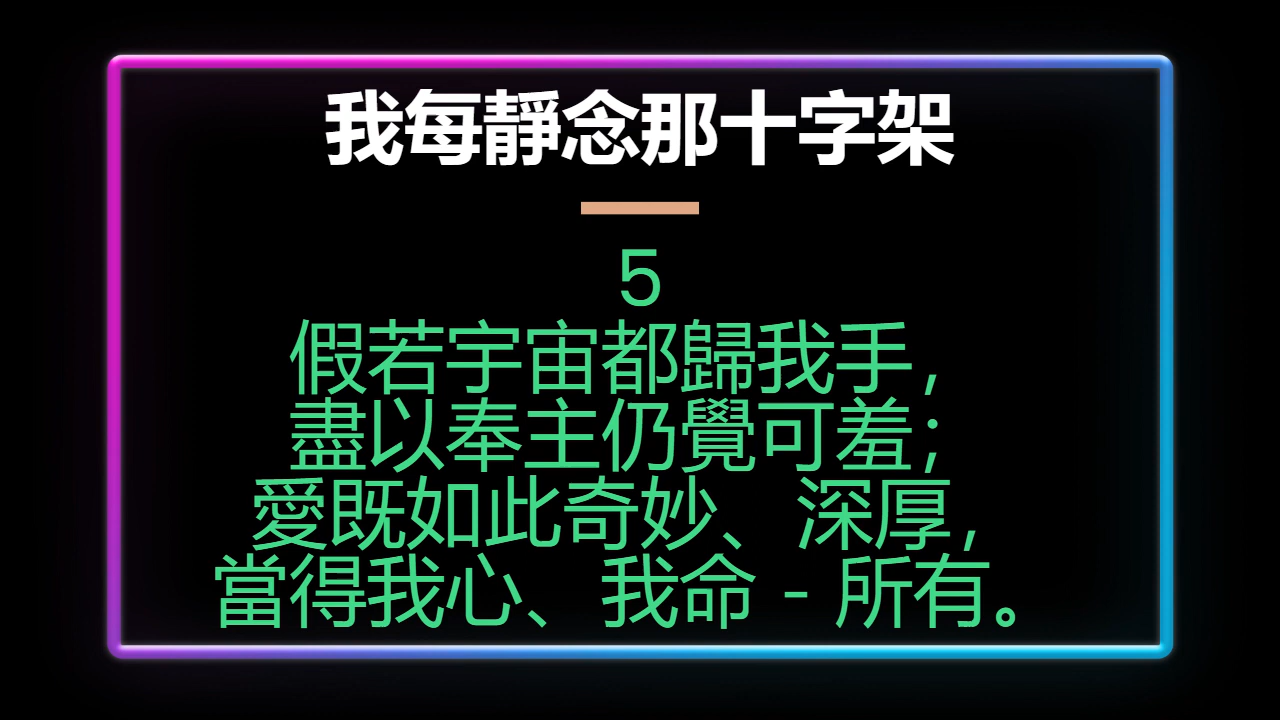 我每靜念那十字架
5
假若宇宙都歸我手，
盡以奉主仍覺可羞；
愛既如此奇妙、深厚，
當得我心、我命 - 所有。